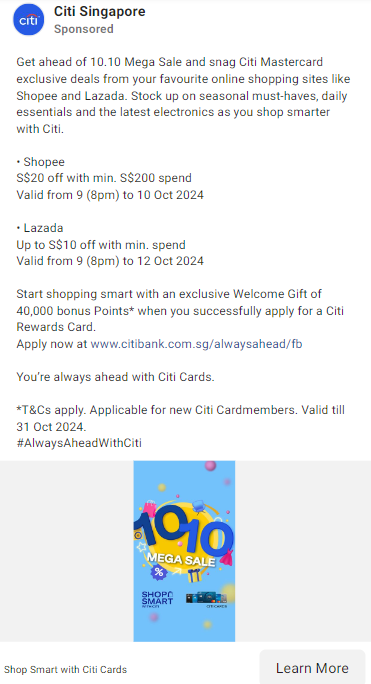 citi
Citi Singapore
Sponsored
Get ahead of 10.10 Mega Sale and snag Citi Mastercard
exclusive deals from your favourite online shopping sites like
Shopee and Lazada. Stock up on seasonal must-haves, daily
essentials and the latest electronics as you shop smarter
with Citi.
• Shopee
S$20 off with min. S$200 spend
Valid from 9 (8pm) to 10 Oct 2024
• Lazada
Up to S$10 off with min. spend
Valid from 9 (8pm) to 12 Oct 2024
Start shopping smart with an exclusive Welcome Gift of
40,000 bonus Points* when you successfully apply for a Citi
Rewards Card.
Apply now at www.citibank.com.sg/alwaysahead/fb
You're always ahead with Citi Cards.
*T&Cs apply. Applicable for new Citi Cardmembers. Valid till
31 Oct 2024.
#AlwaysAheadWithCiti
10 10
MEGA SALE
%
SHOP
SMART
WITH CITI
CITI CARDS
Shop Smart with Citi Cards
Learn More